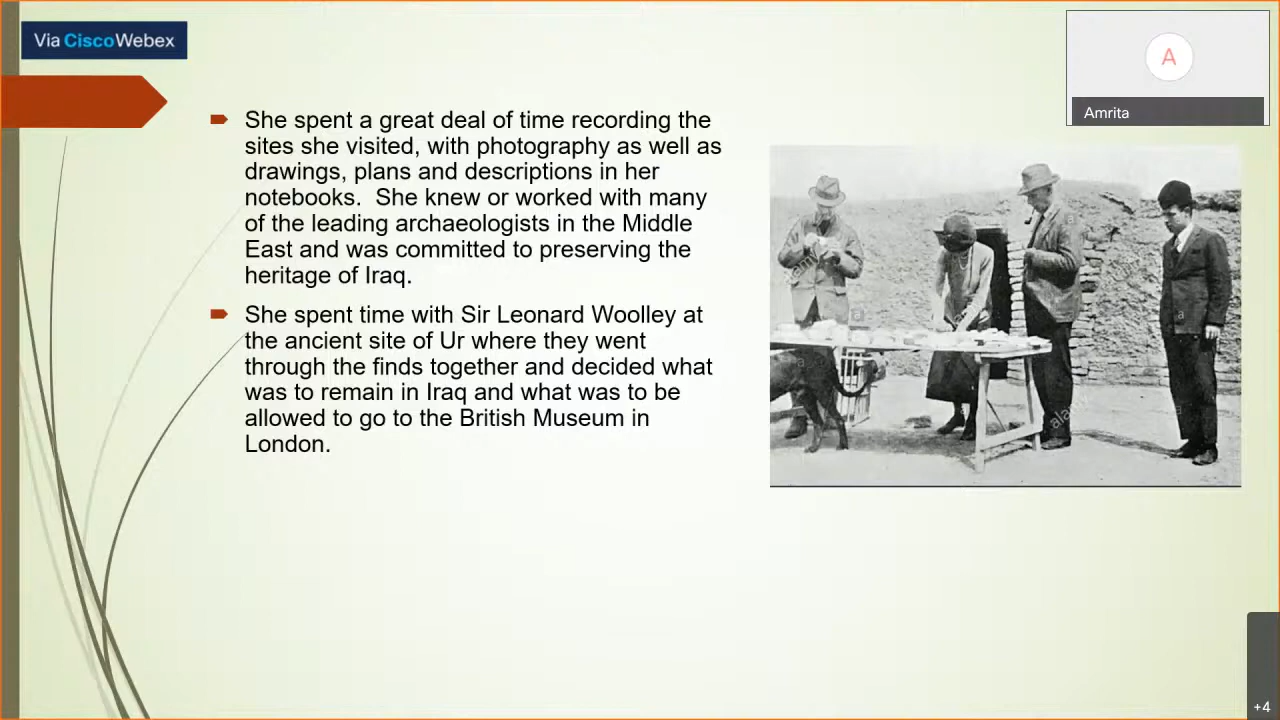 Via CiscoWebex
A
Amrita
She spent a great deal of time recording the
sites she visited, with photography as well as
drawings, plans and descriptions in her
notebooks.  She knew or worked with many
of the leading archaeologists in the Middle
East and was committed to preserving the
heritage of Iraq.
She spent time with Sir Leonard Woolley at
the ancient site of Ur where they went
through the finds together and decided what
was to remain in Iraq and what was to be
allowed to go to the British Museum in
London.
a
alamy
a
a
a
a
+4